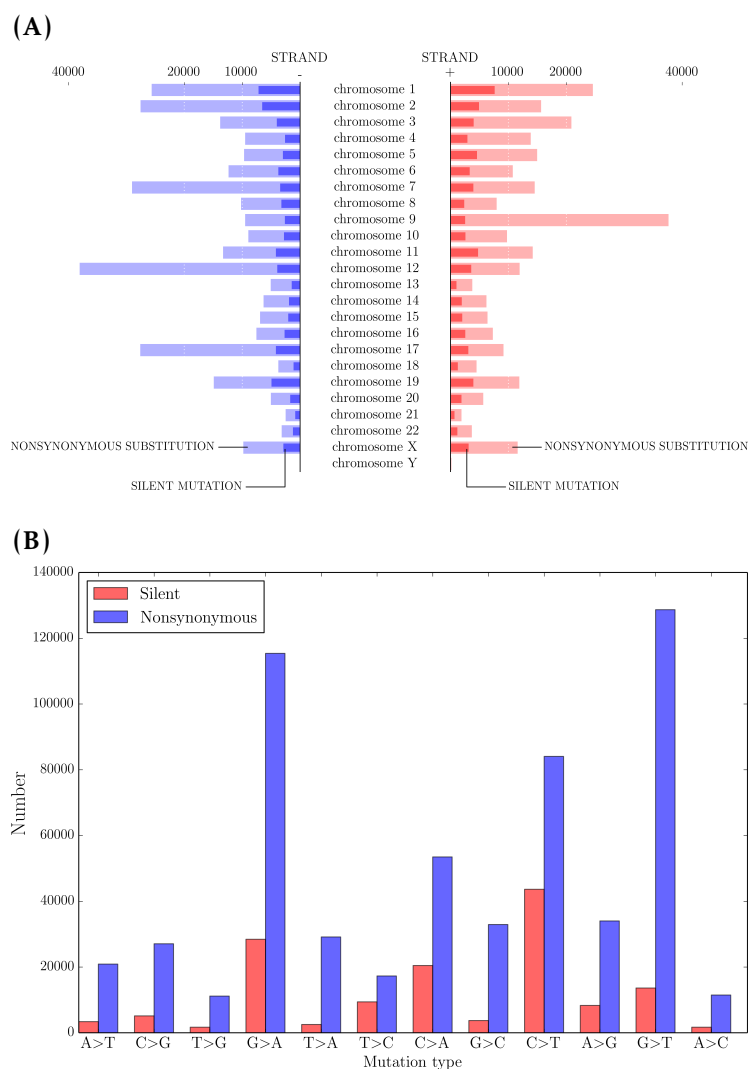 (A)
STRAND STRAND
40000 20000 10000 - + 10000 20000 40000
chromosome 1
chromosome 2
chromosome 3
chromosome 4
chromosome 5
chromosome 6
chromosome 7
chromosome 8
chromosome 9
chromosome 10
chromosome 11
chromosome 12
chromosome 13
chromosome 14
chromosome 15
chromosome 16
chromosome 17
chromosome 18
chromosome 19
chromosome 20
chromosome 21
chromosome 22
NONSYNONYMOUS SUBSTITUTION chromosome X NONSYNONYMOUS SUBSTITUTION
chromosome Y
SILENT MUTATION SILENT MUTATION
(B)
140000
Silent
Nonsynonymous
120000
100000
80000
Number
60000
40000
20000
0
A>T C>G T>G G>A T>A T>C C>A G>C C>T A>G G>T A>C
Mutation type